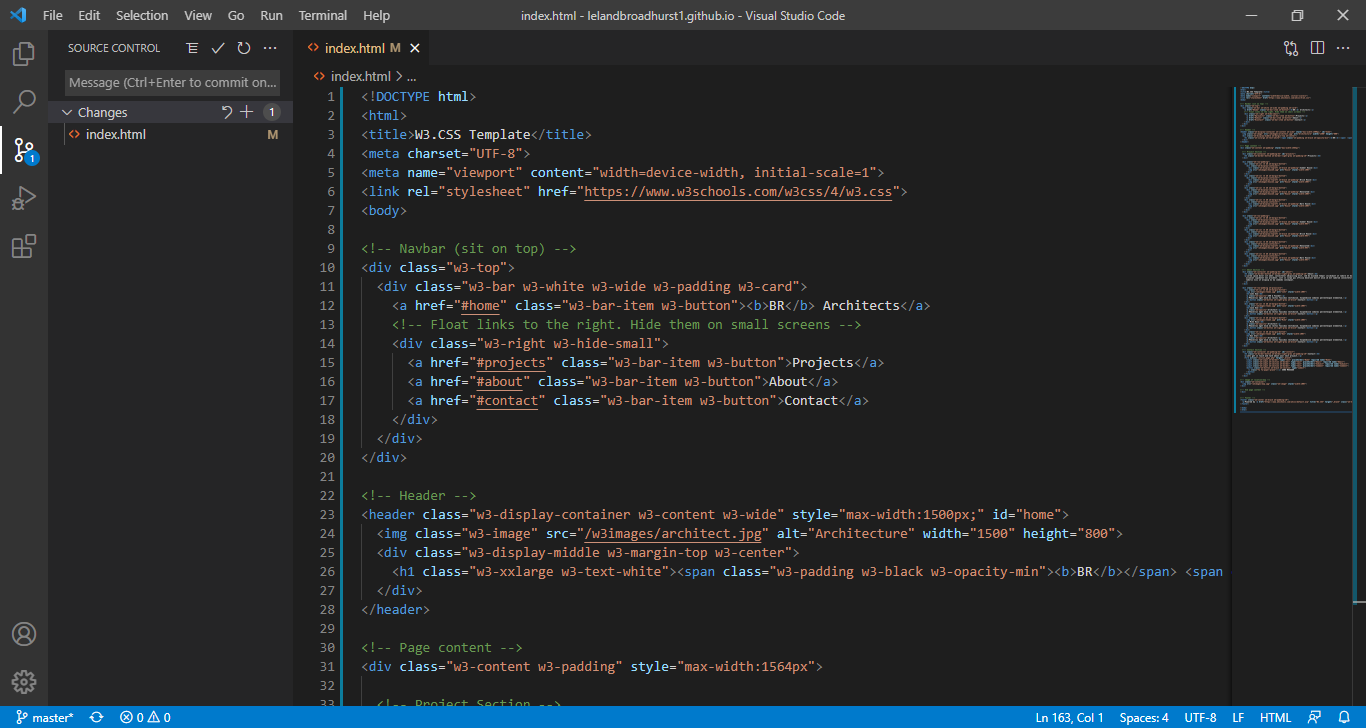 File Edit Selection View Go Run Terminal Help index.html - lelandbroadhurst1.github.io - Visual Studio Code
SOURCE CONTROL
Message (Ctrl+Enter to commit on...
Changes 1
index.html M
1
index.html M
index.html > ...
1 <!DOCTYPE html>
2 <html>
3 <title>W3.CSS Template</title>
4 <meta charset="UTF-8">
5 <meta name="viewport" content="width=device-width, initial-scale=1">
6 <link rel="stylesheet" href="https://www.w3schools.com/w3css/4/w3.css">
7 <body>
8
9 <!-- Navbar (sit on top) -->
10 <div class="w3-top">
11 <div class="w3-bar w3-white w3-wide w3-padding w3-card">
12 <a href="#home" class="w3-bar-item w3-button"><b>BR</b> Architects</a>
13 <!-- Float links to the right. Hide them on small screens -->
14 <div class="w3-right w3-hide-small">
15 <a href="#projects" class="w3-bar-item w3-button">Projects</a>
16 <a href="#about" class="w3-bar-item w3-button">About</a>
17 <a href="#contact" class="w3-bar-item w3-button">Contact</a>
18 </div>
19 </div>
20 </div>
21
22 <!-- Header -->
23 <header class="w3-display-container w3-content w3-wide" style="max-width:1500px;" id="home">
24 <img class="w3-image" src="/w3images/architect.jpg" alt="Architecture" width="1500" height="800">
25 <div class="w3-display-middle w3-margin-top w3-center">
26 <h1 class="w3-xxlarge w3-text-white"><span class="w3-padding w3-black w3-opacity-min"><b>BR</b></span> <span
27 </div>
28 </header>
29
30 <!-- Page content -->
31 <div class="w3-content w3-padding" style="max-width:1564px">
32
33 <!-- Project Section -->
master* 0 0 Ln 163, Col 1 Spaces: 4 UTF-8 LF HTML